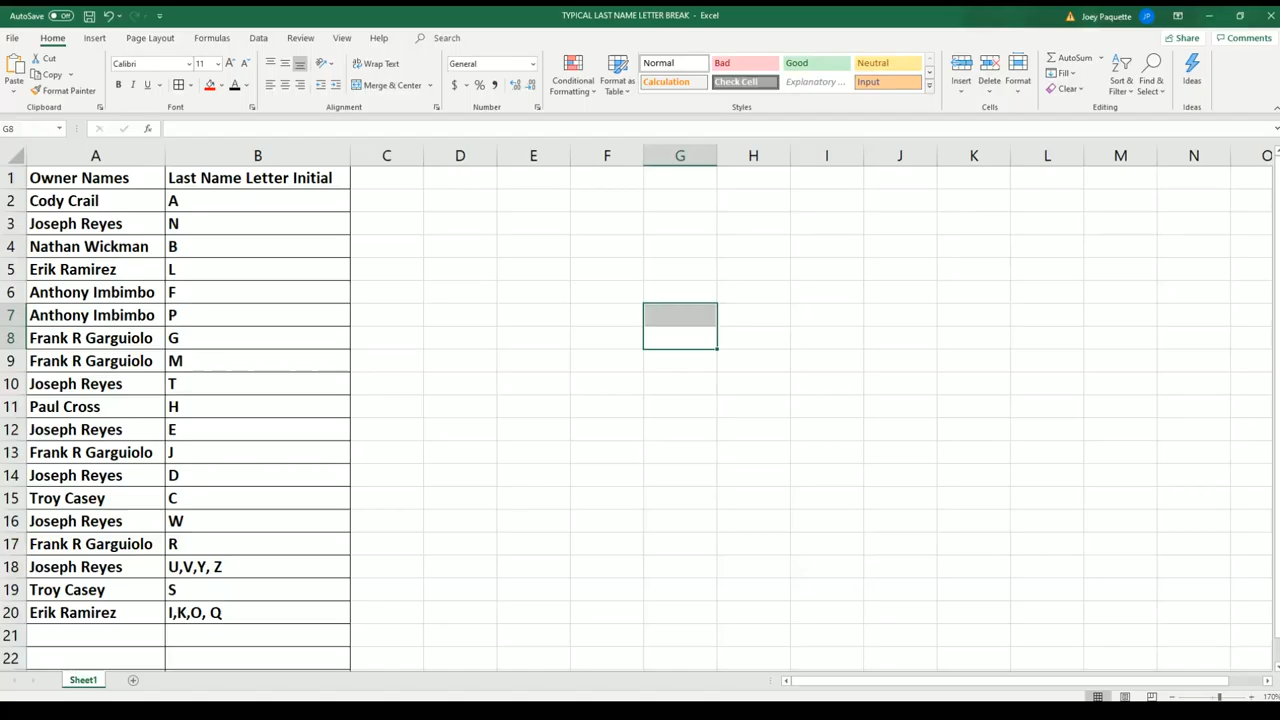 AutoSave Off TYPICAL LAST NAME LETTER BREAK - Excel Joey Paquette JP
File Home Insert Page Layout Formulas Data Review View Help Search Share Comments
Paste Cut Copy Format Painter Clipboard
Calibri 11 A A B I U A Font
Wrap Text Merge & Center Alignment
General $ % Number
Conditional Formatting Format as Table
Normal Bad Good Neutral
Calculation Check Cell Explanatory ... Input
Styles
Insert Delete Format Cells
AutoSum Fill Clear Sort & Filter Find & Select Editing
Ideas Ideas
G8 fx
A B C D E F G H I J K L M N O
1 Owner Names Last Name Letter Initial
2 Cody Crail A
3 Joseph Reyes N
4 Nathan Wickman B
5 Erik Ramirez L
6 Anthony Imbimbo F
7 Anthony Imbimbo P
8 Frank R Garguiolo G
9 Frank R Garguiolo M
10 Joseph Reyes T
11 Paul Cross H
12 Joseph Reyes E
13 Frank R Garguiolo J
14 Joseph Reyes D
15 Troy Casey C
16 Joseph Reyes W
17 Frank R Garguiolo R
18 Joseph Reyes U,V,Y, Z
19 Troy Casey S
20 Erik Ramirez I,K,O, Q
21
22
Sheet1
170%